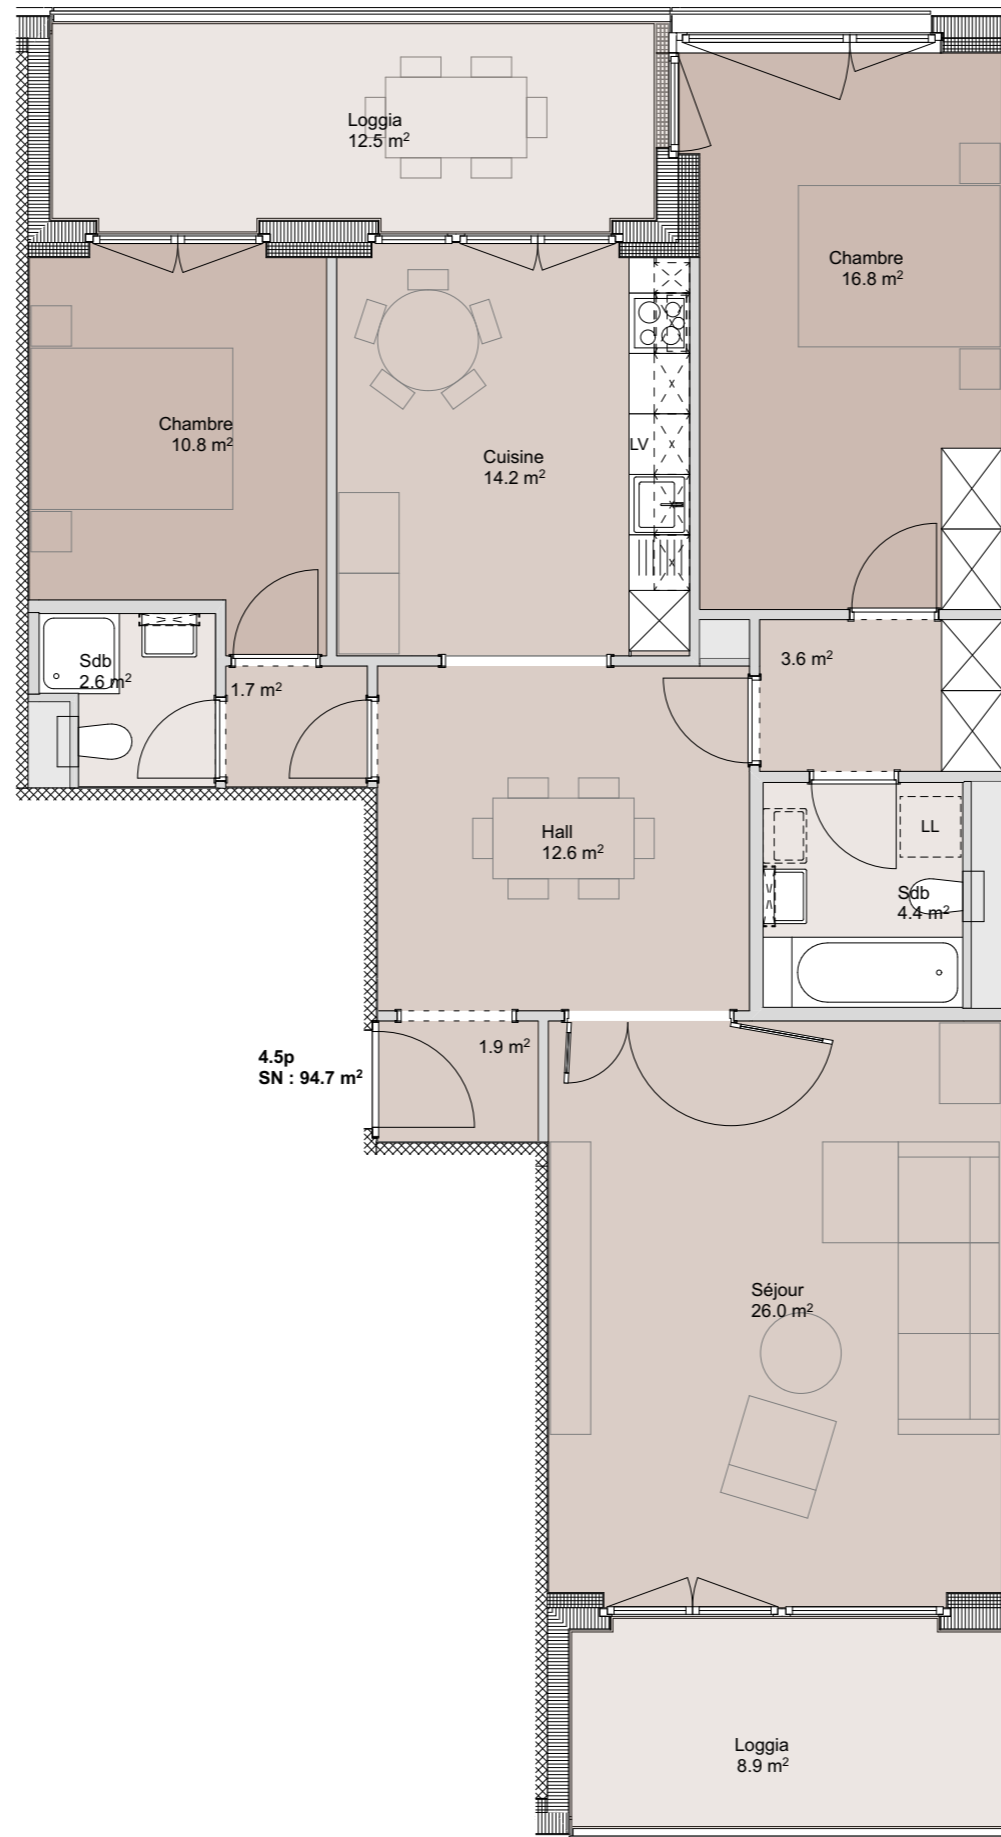 Loggia
12.5 m²
Chambre
16.8 m²
Chambre
10.8 m²
Cuisine
14.2 m²
LV
Sdb
2.6 m²
1.7 m²
3.6 m²
Hall
12.6 m²
LL
Sdb
4.4 m²
1.9 m²
4.5p
SN : 94.7 m²
Séjour
26.0 m²
Loggia
8.9 m²